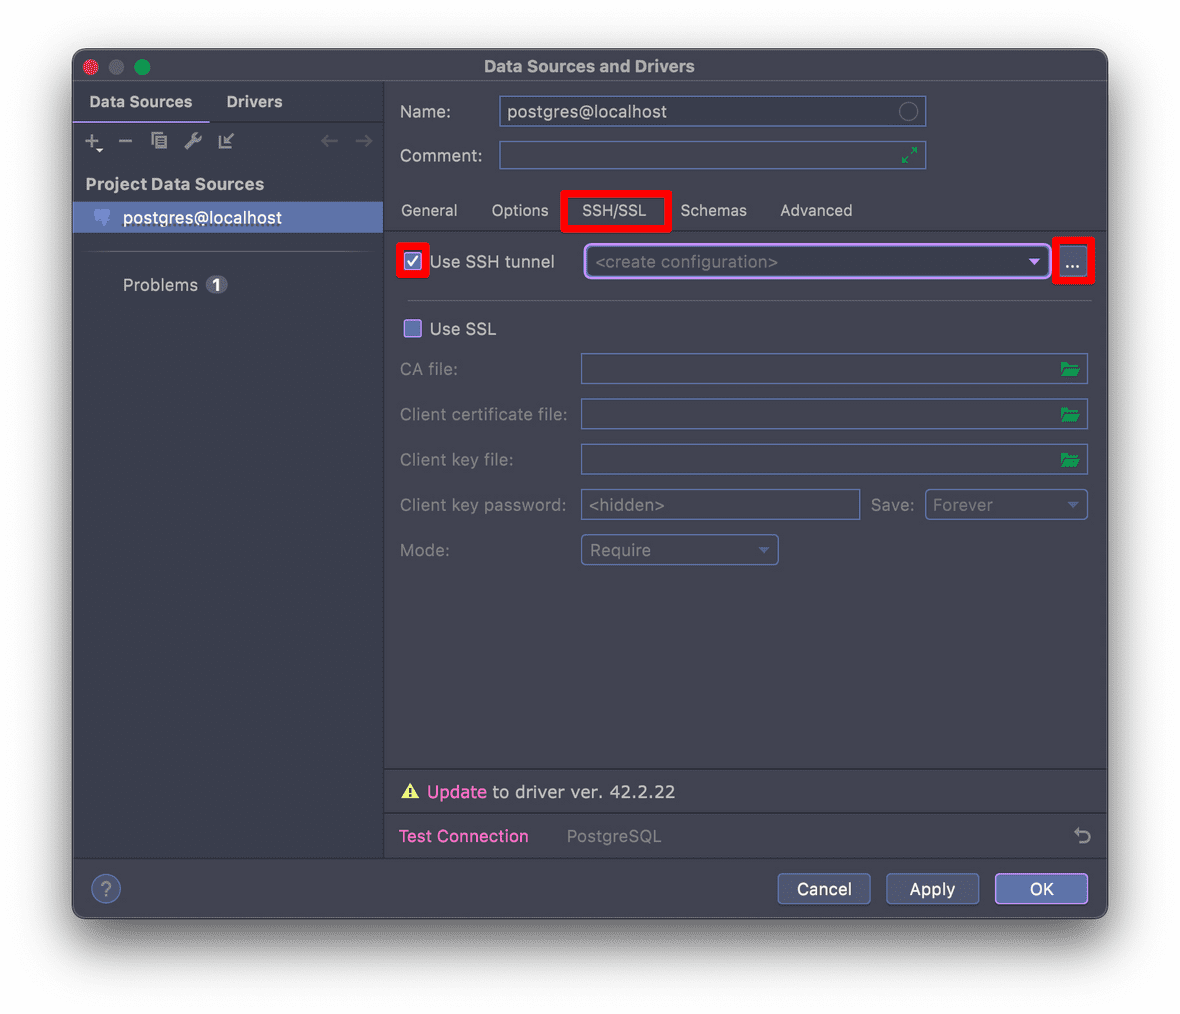 Data Sources and Drivers
Data Sources Drivers
Project Data Sources
postgres@localhost
Problems 1
Name: postgres@localhost
Comment:
General Options SSH/SSL Schemas Advanced
Use SSH tunnel <create configuration> ...
Use SSL
CA file:
Client certificate file:
Client key file:
Client key password: <hidden> Save: Forever
Mode: Require
Update to driver ver. 42.2.22
Test Connection PostgreSQL
? Cancel Apply OK